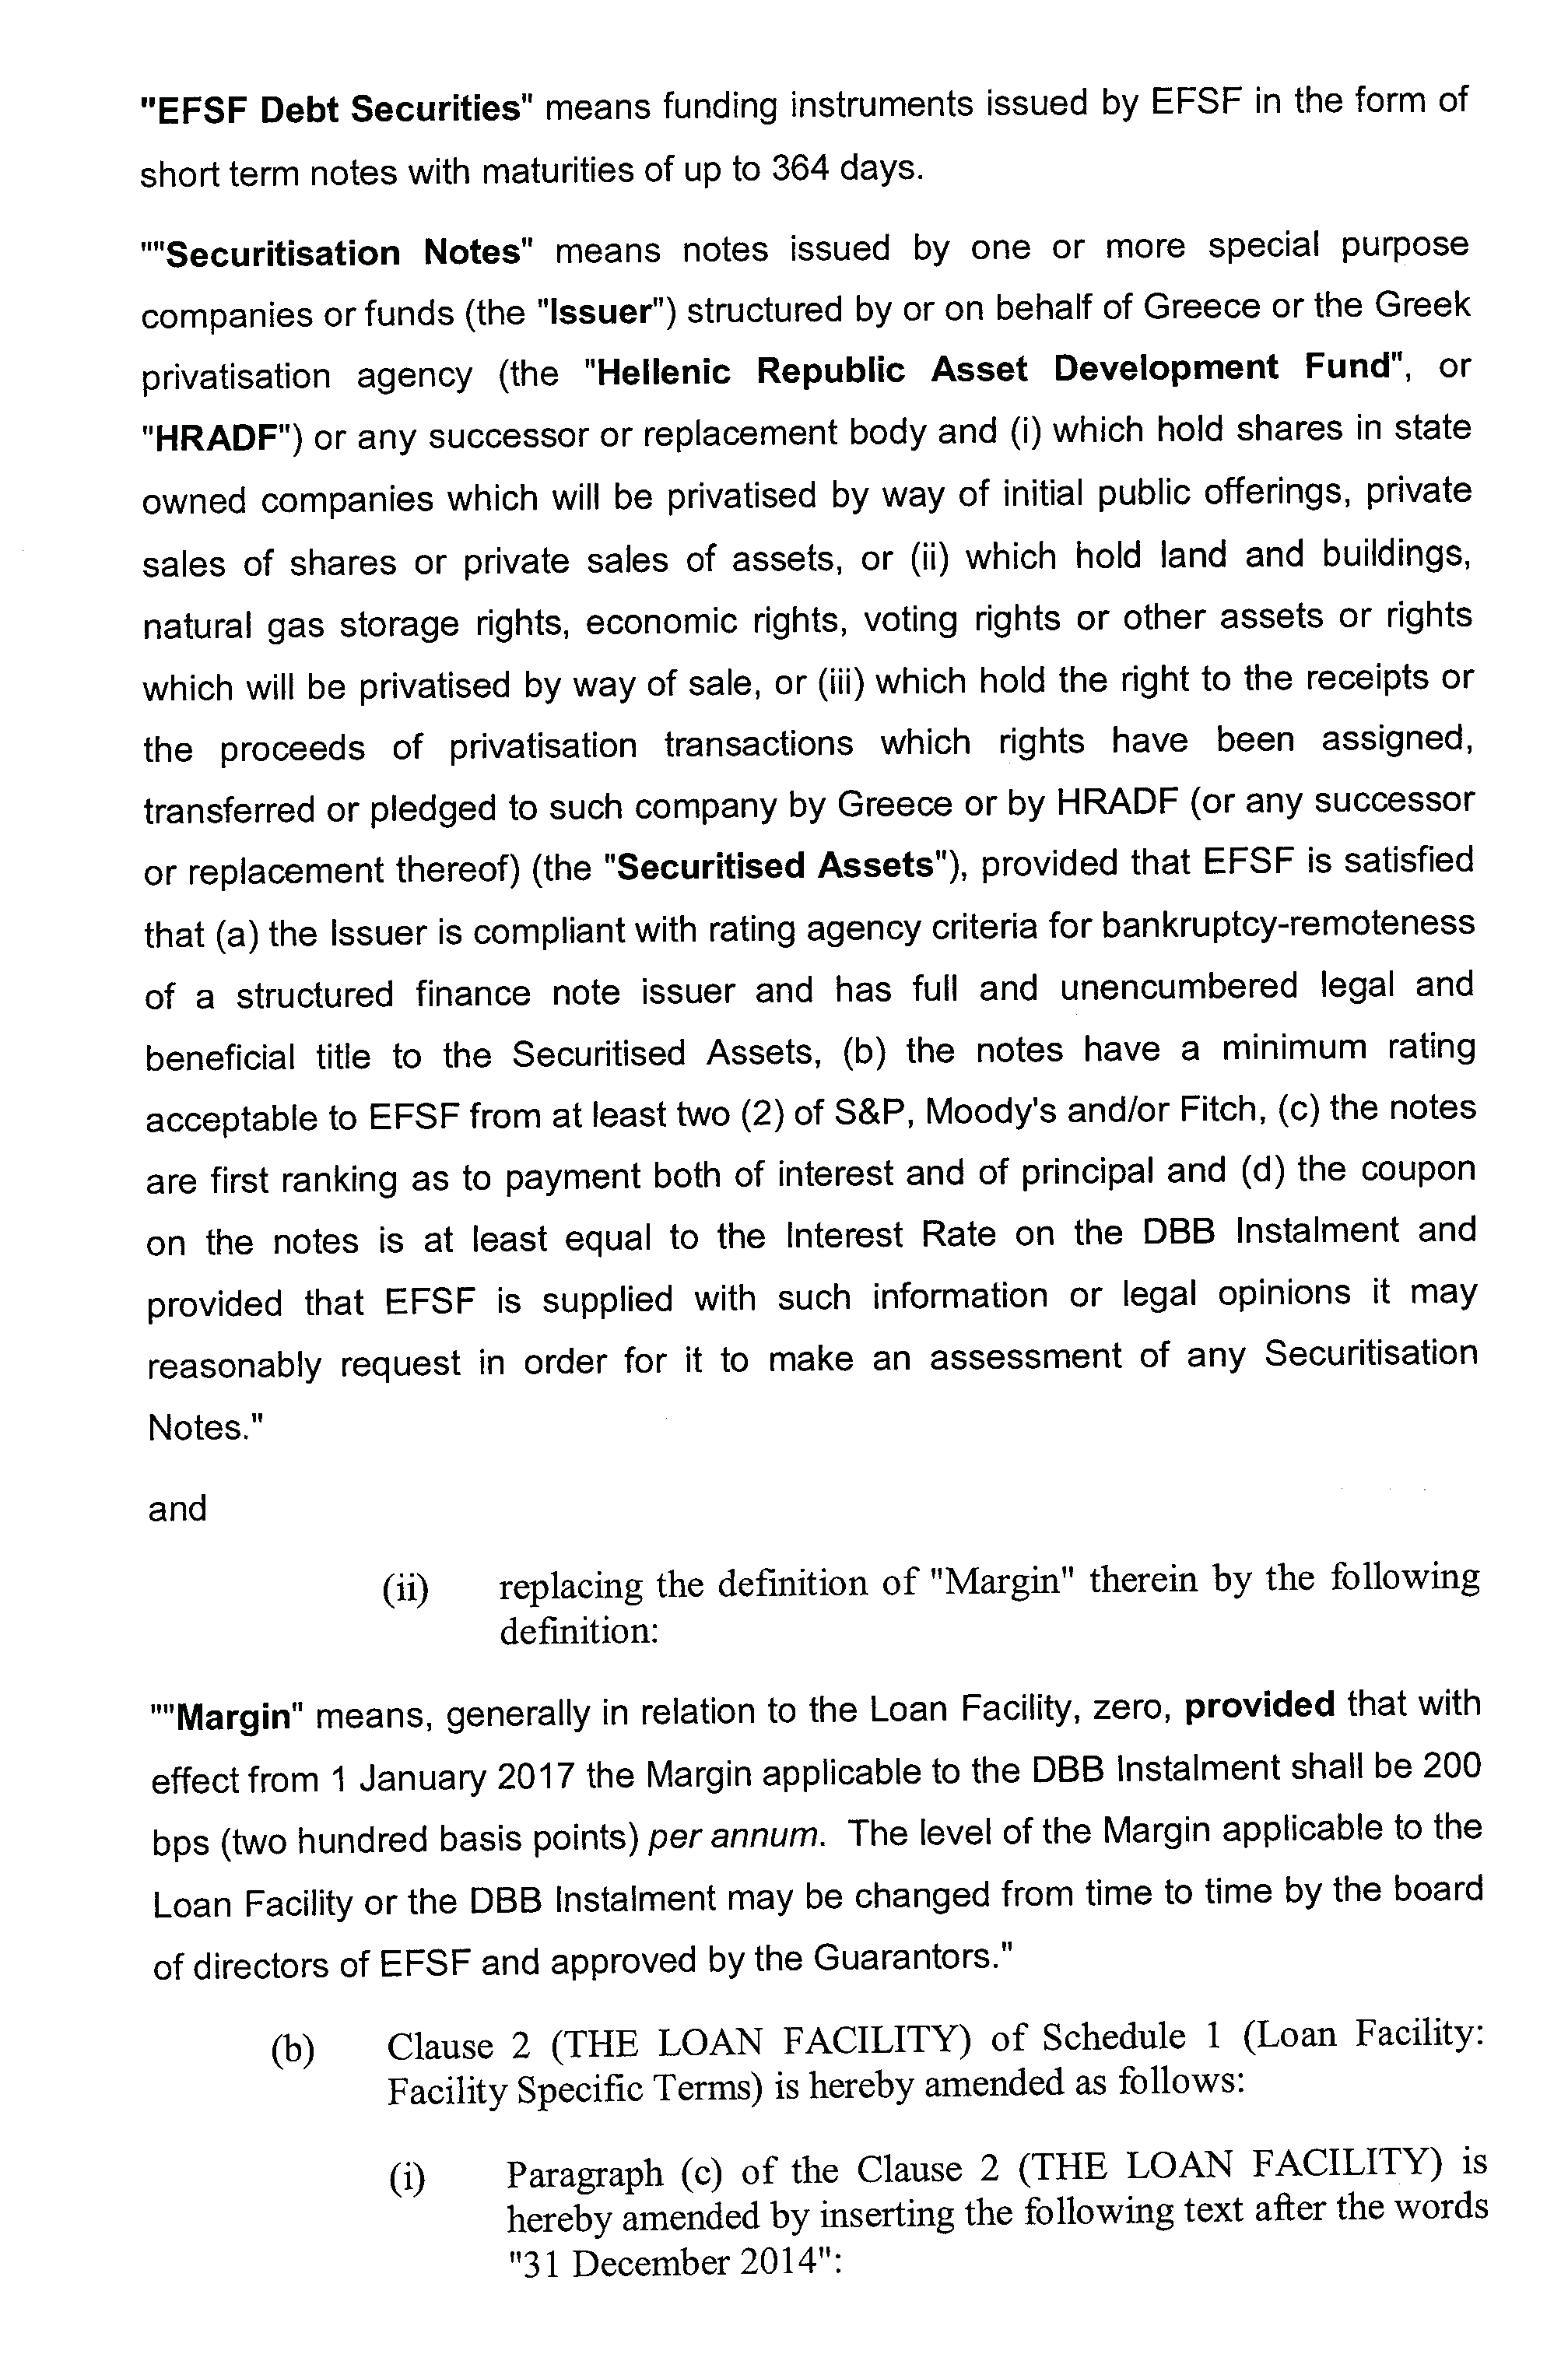 "EFSF Debt Securities" means funding instruments issued by EFSF in the form of
short term notes with maturities of up to 364 days.
""Securitisation Notes" means notes issued by one or more special purpose
companies or funds (the "Issuer") structured by or on behalf of Greece or the Greek
privatisation agency (the "Hellenic Republic Asset Development Fund", or
"HRADF") or any successor or replacement body and (i) which hold shares in state
owned companies which will be privatised by way of initial public offerings, private
sales of shares or private sales of assets, or (ii) which hold land and buildings,
natural gas storage rights, economic rights, voting rights or other assets or rights
which will be privatised by way of sale, or (iii) which hold the right to the receipts or
the proceeds of privatisation transactions which rights have been assigned,
transferred or pledged to such company by Greece or by HRADF (or any successor
or replacement thereof) (the "Securitised Assets"), provided that EFSF is satisfied
that (a) the Issuer is compliant with rating agency criteria for bankruptcy-remoteness
of a structured finance note issuer and has full and unencumbered legal and
beneficial title to the Securitised Assets, (b) the notes have a minimum rating
acceptable to EFSF from at least two (2) of S&P, Moody's and/or Fitch, (c) the notes
are first ranking as to payment both of interest and of principal and (d) the coupon
on the notes is at least equal to the Interest Rate on the DBB Instalment and
provided that EFSF is supplied with such information or legal opinions it may
reasonably request in order for it to make an assessment of any Securitisation
Notes."
and
(ii) replacing the definition of "Margin" therein by the following
definition:
""Margin" means, generally in relation to the Loan Facility, zero, provided that with
effect from 1 January 2017 the Margin applicable to the DBB Instalment shall be 200
bps (two hundred basis points) per annum. The level of the Margin applicable to the
Loan Facility or the DBB Instalment may be changed from time to time by the board
of directors of EFSF and approved by the Guarantors."
(b) Clause 2 (THE LOAN FACILITY) of Schedule 1 (Loan Facility:
Facility Specific Terms) is hereby amended as follows:
(i) Paragraph (c) of the Clause 2 (THE LOAN FACILITY) is
hereby amended by inserting the following text after the words
"31 December 2014":